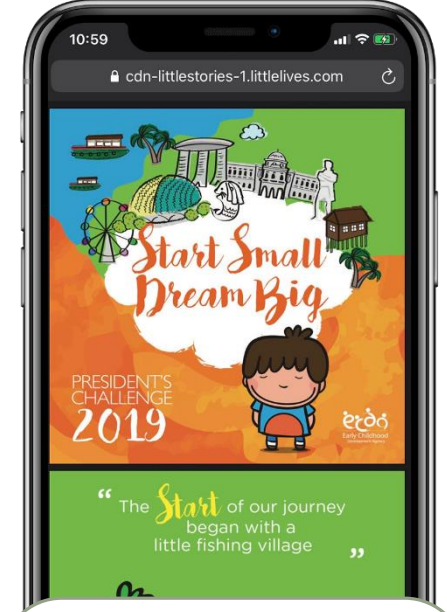 10:59
cdn-littlestories-1.littlelives.com
Start Small
Dream Big
PRESIDENT'S
CHALLENGE
2019
ecda
Early Childhood
Development Agency
“ The Start of our journey
began with a
little fishing village ”